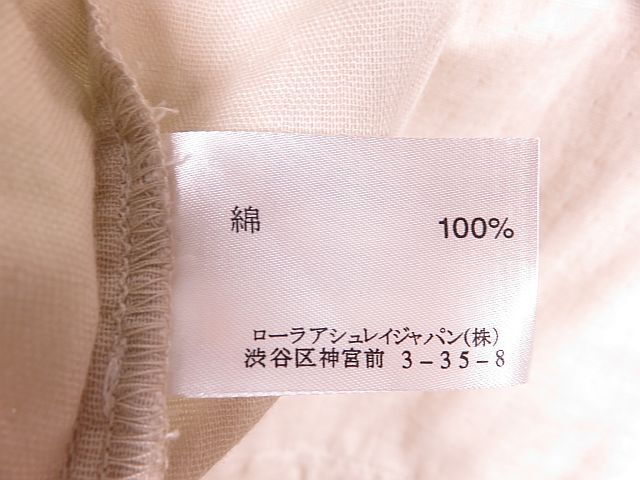 綿 100%
ローラアシュレイジャパン(株)
渋谷区神宮前 3-35-8